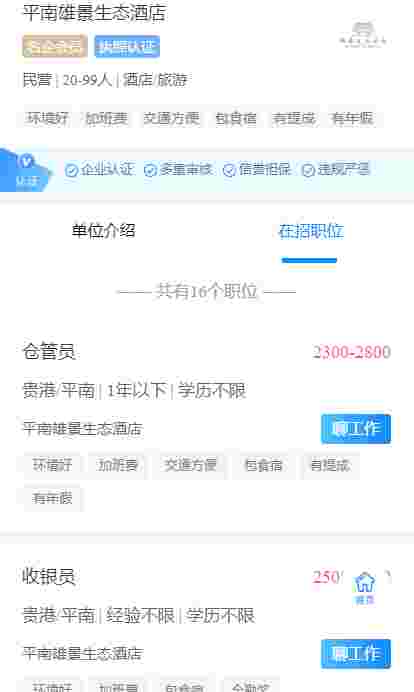 平南雄景生态酒店
名企会员 执照认证
民营 | 20-99人 | 酒店/旅游
环境好 加班费 交通方便 包食宿 有提成 有年假
认证 企业认证 多重审核 信誉担保 违规严惩
单位介绍 在招职位
共有16个职位
仓管员 2300-2800
贵港/平南 | 1年以下 | 学历不限
平南雄景生态酒店 聊工作
环境好 加班费 交通方便 包食宿 有提成
有年假
收银员 250
贵港/平南 | 经验不限 | 学历不限
首页
平南雄景生态酒店 聊工作
环境好 加班费 交通方便 包食宿 全勤奖